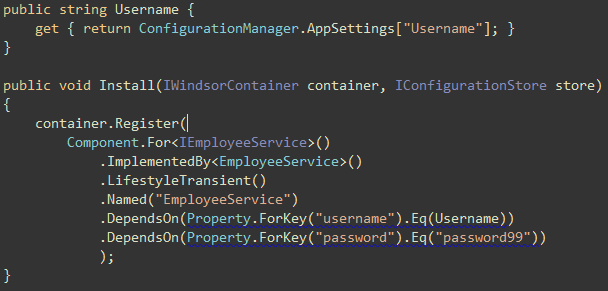 public string Username {
    get { return ConfigurationManager.AppSettings["Username"]; }
}

public void Install(IWindsorContainer container, IConfigurationStore store)
{
    container.Register(
        Component.For<IEmployeeService>()
            .ImplementedBy<EmployeeService>()
            .LifestyleTransient()
            .Named("EmployeeService")
            .DependsOn(Property.ForKey("username").Eq(Username))
            .DependsOn(Property.ForKey("password").Eq("password99"))
            );
}